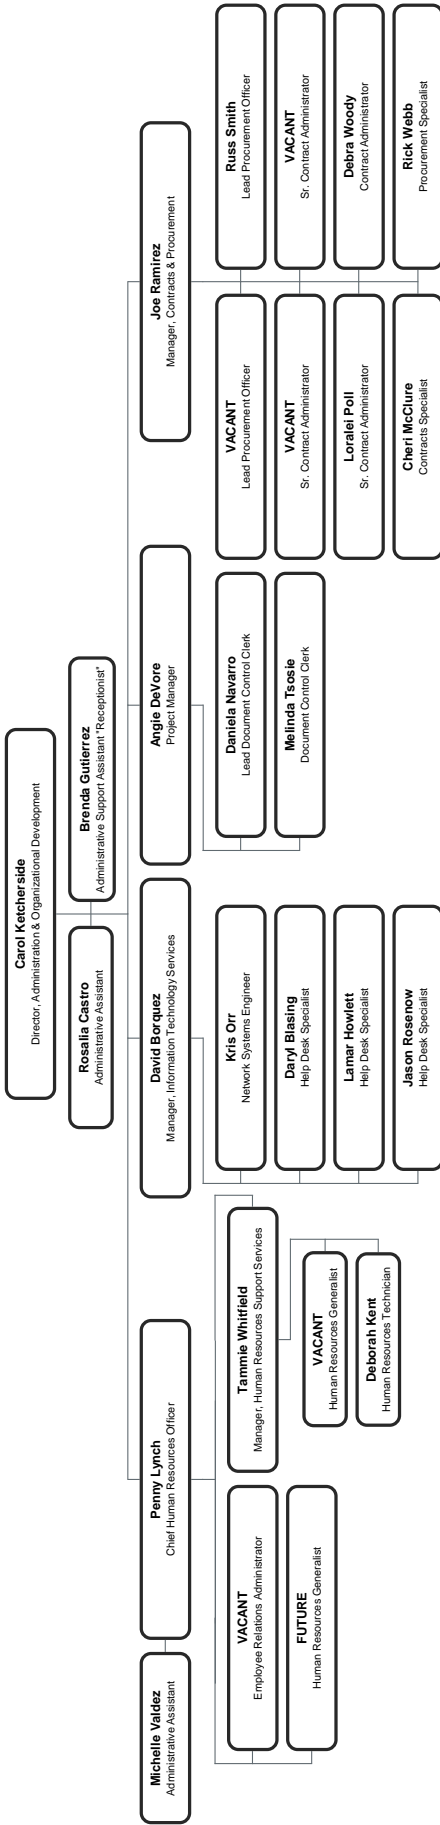 Carol Ketcherside
Director, Administration & Organizational Development
Rosalia Castro
Administrative Assistant
Brenda Gutierrez
Administrative Support Assistant "Receptionist"
Michelle Valdez
Administrative Assistant
Penny Lynch
Chief Human Resources Officer
David Borquez
Manager, Information Technology Services
Angie DeVore
Project Manager
Joe Ramirez
Manager, Contracts & Procurement
VACANT
Employee Relations Administrator
FUTURE
Human Resources Generalist
Tammie Whitfield
Manager, Human Resources Support Services
VACANT
Human Resources Generalist
Deborah Kent
Human Resources Technician
Kris Orr
Network Systems Engineer
Daryl Blasing
Help Desk Specialist
Lamar Howlett
Help Desk Specialist
Jason Rosenow
Help Desk Specialist
Daniela Navarro
Lead Document Control Clerk
Melinda Tsosie
Document Control Clerk
VACANT
Lead Procurement Officer
Russ Smith
Lead Procurement Officer
VACANT
Sr. Contract Administrator
VACANT
Sr. Contract Administrator
Loralei Poll
Sr. Contract Administrator
Debra Woody
Contract Administrator
Cheri McClure
Contracts Specialist
Rick Webb
Procurement Specialist